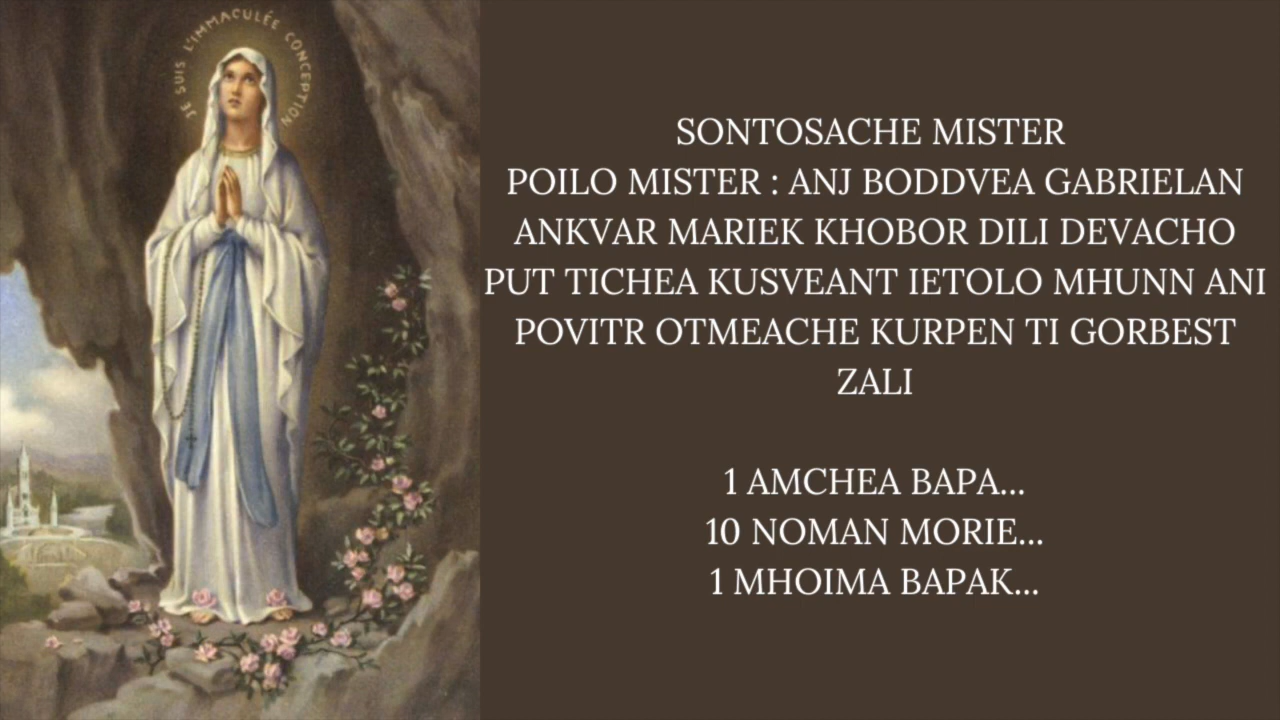 JE SUIS L'IMMACULÉE CONCEPTION
SONTOSACHE MISTER
POILO MISTER : ANJ BODDVEA GABRIELAN
ANKVAR MARIEK KHOBOR DILI DEVACHO
PUT TICHEA KUSVEANT IETOLO MHUNN ANI
POVITR OTMEACHE KURPEN TI GORBEST
ZALI
1 AMCHEA BAPA...
10 NOMAN MORIE...
1 MHOIMA BAPAK...